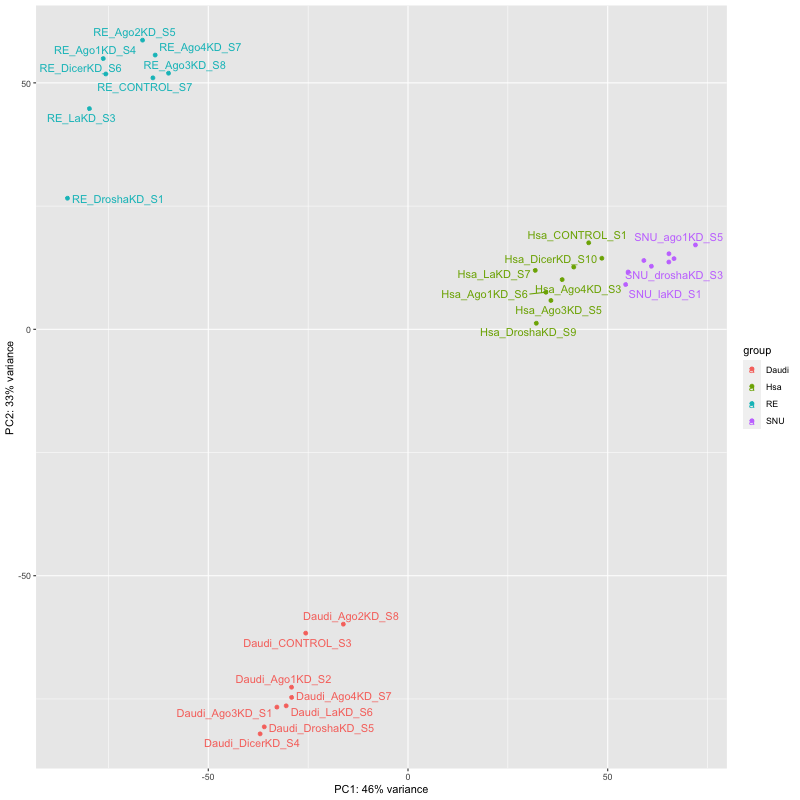 RE_Ago2KD_S5
RE_Ago4KD_S7
RE_Ago1KD_S4
RE_Ago3KD_S8
RE_DicerKD_S6
RE_CONTROL_S7
RE_LaKD_S3
RE_DroshaKD_S1
Hsa_CONTROL_S1
SNU_ago1KD_S5
Hsa_DicerKD_S10
Hsa_LaKD_S7
SNU_droshaKD_S3
Hsa_Ago4KD_S3
Hsa_Ago1KD_S6
SNU_laKD_S1
Hsa_Ago3KD_S5
Hsa_DroshaKD_S9
Daudi_Ago2KD_S8
Daudi_CONTROL_S3
Daudi_Ago1KD_S2
Daudi_Ago4KD_S7
Daudi_Ago3KD_S1
Daudi_LaKD_S6
Daudi_DroshaKD_S5
Daudi_DicerKD_S4
50
0
-50
PC2: 33% variance
-50
0
50
PC1: 46% variance
group
a Daudi
a Hsa
a RE
a SNU